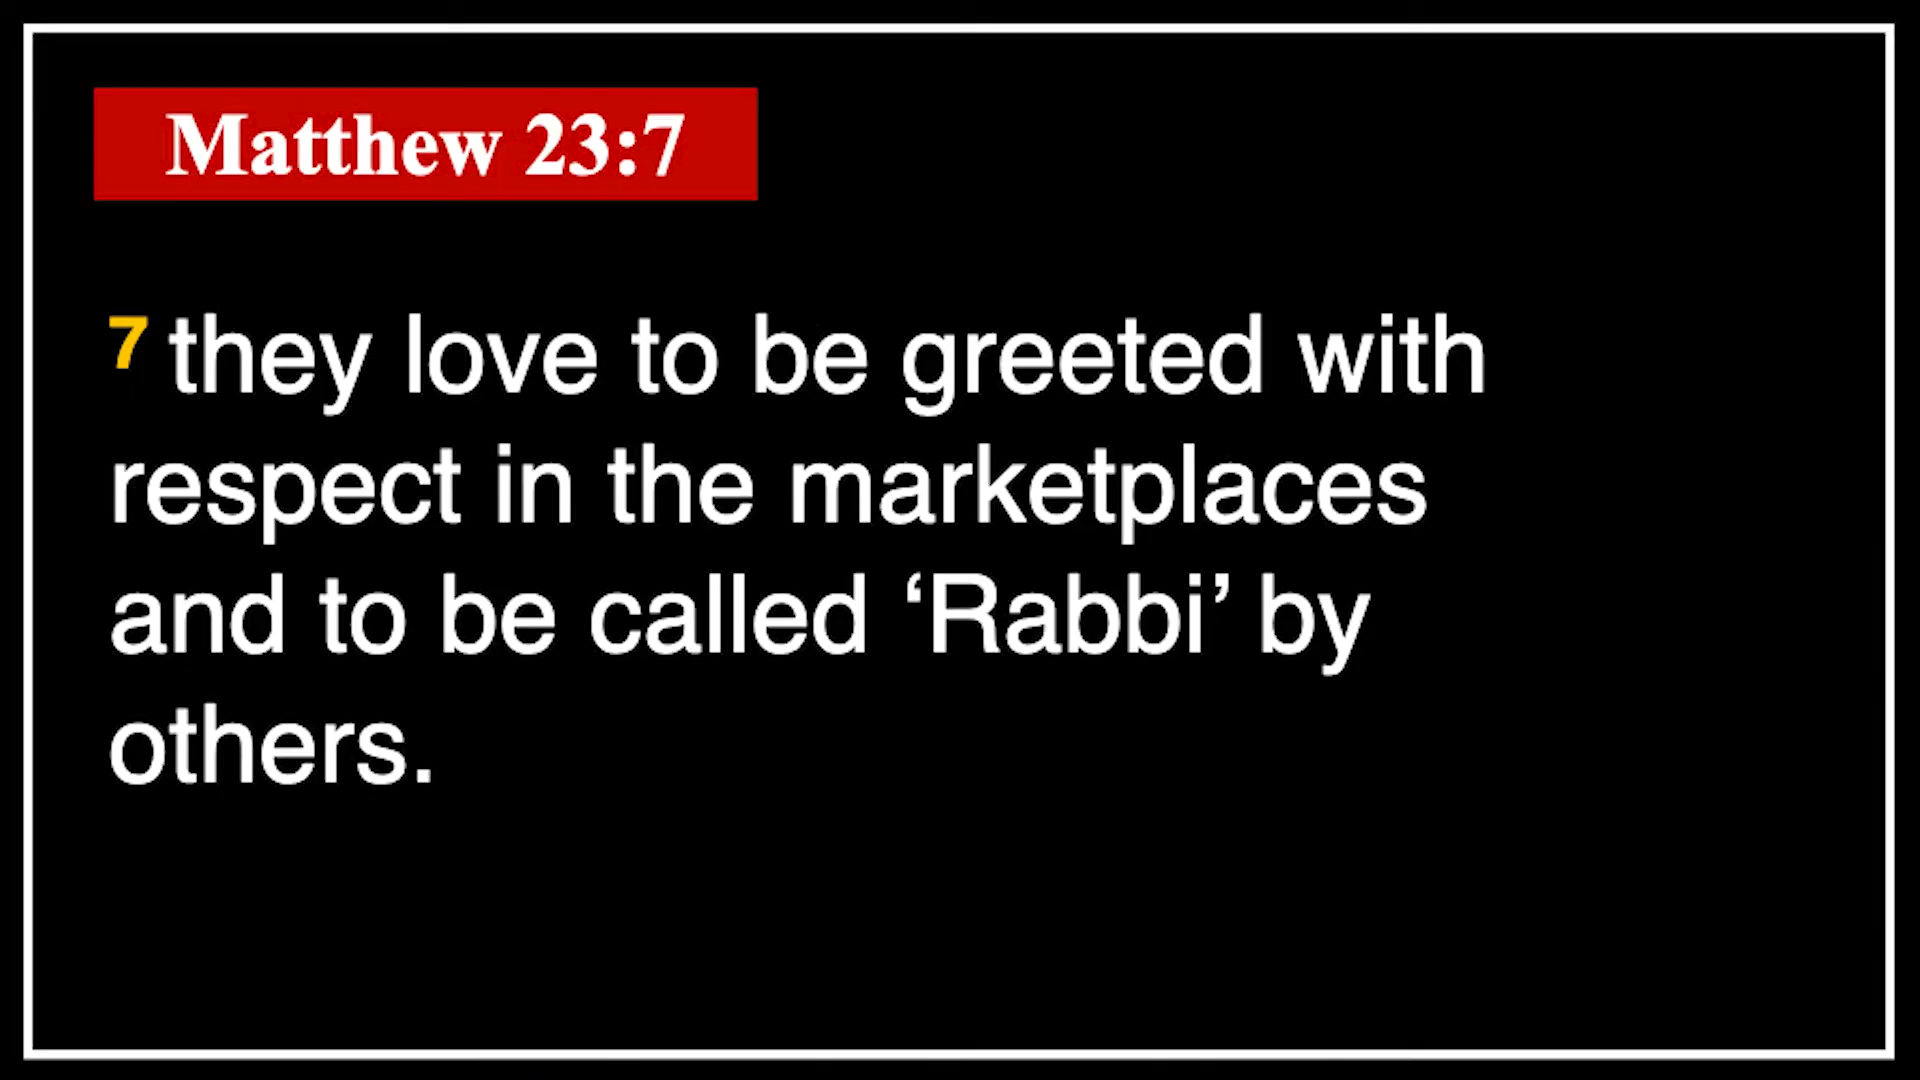 Matthew 23:7
7 they love to be greeted with
respect in the marketplaces
and to be called ‘Rabbi’ by
others.